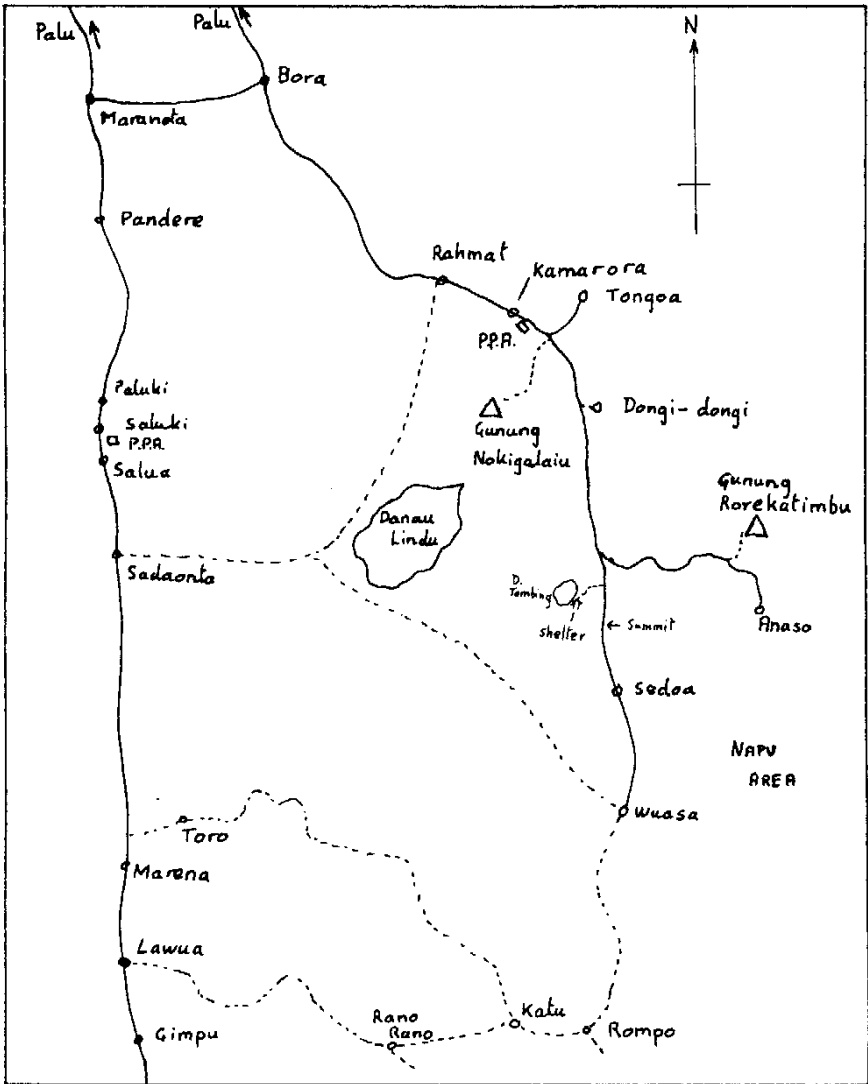 Palu
Palu
N
Bora
Maranata
Pandere
Rahmat
Kamarora
Tongoa
P.P.A.
Paluki
Saluki
P.P.A.
Salua
Gunung
Nokigalaiu
Dongi-dongi
Gunung
Rorekatimbu
Danau
Lindu
Sadaonta
D.
Tambing
shelter
Summit
Anaso
Sedoa
NAPU
AREA
Wuasa
Toro
Marena
Lawua
Gimpu
Rano
Rano
Katu
Rompo